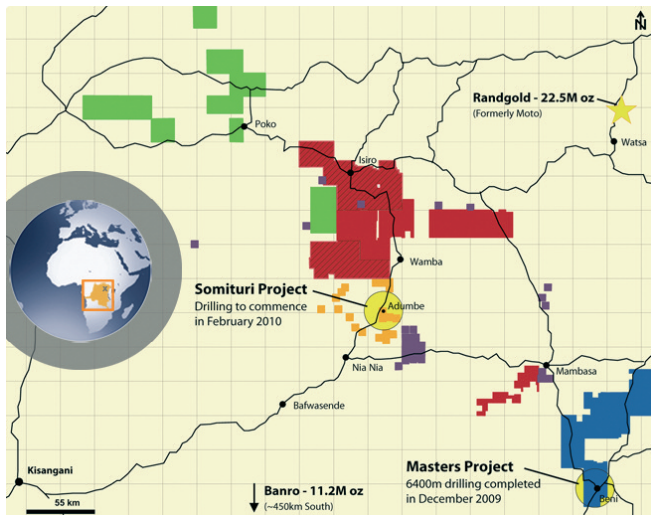 N
Randgold - 22.5M oz
(Formerly Moto)
Watsa
Poko
Isiro
Wamba
Somituri Project
Drilling to commence
in February 2010
Adumbe
Nia Nia
Mambasa
Bafwasende
Kisangani
Masters Project
6400m drilling completed
in December 2009
Beni
Banro - 11.2M oz
(~450km South)
55 km